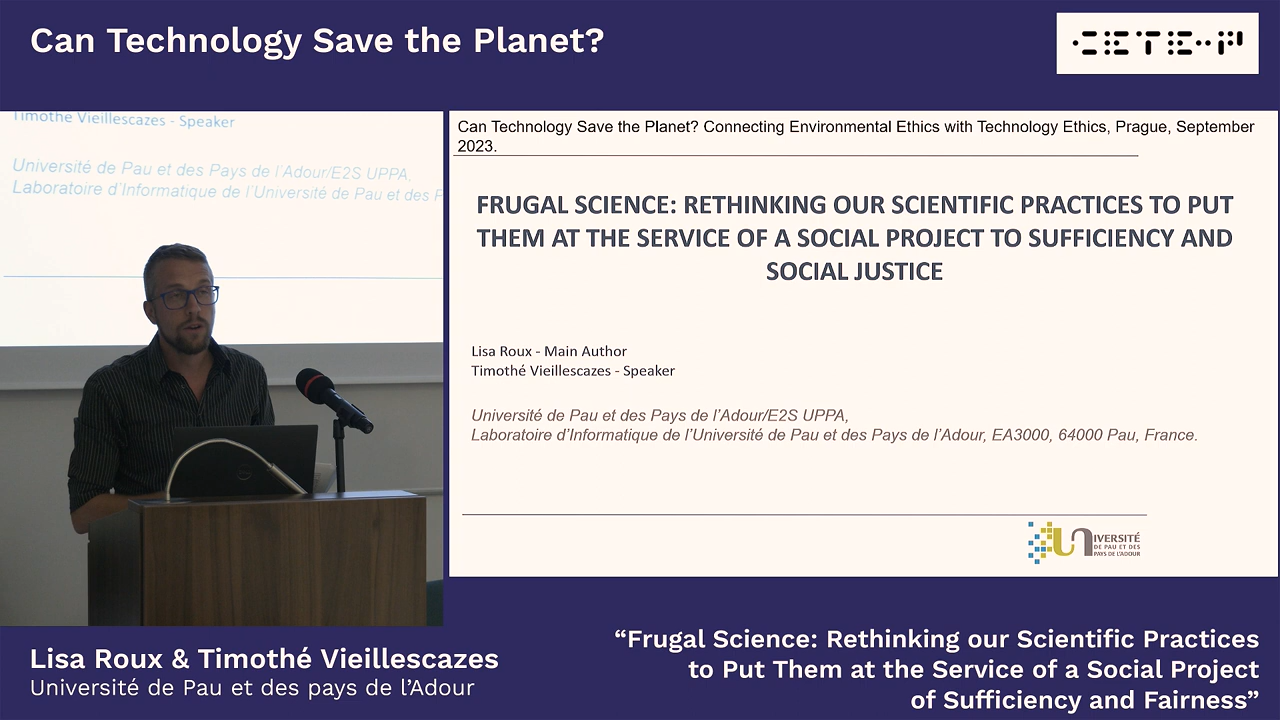 Can Technology Save the Planet?
CETE-P
Timothé Vieillescazes - Speaker
Université de Pau et des Pays de l'Adour/E2S UPPA,
Laboratoire d'Informatique de l'Université de Pau et des
Can Technology Save the Planet? Connecting Environmental Ethics with Technology Ethics, Prague, September
2023.
FRUGAL SCIENCE: RETHINKING OUR SCIENTIFIC PRACTICES TO PUT
THEM AT THE SERVICE OF A SOCIAL PROJECT TO SUFFICIENCY AND
SOCIAL JUSTICE
Lisa Roux - Main Author
Timothé Vieillescazes - Speaker
Université de Pau et des Pays de l’Adour/E2S UPPA,
Laboratoire d’Informatique de l’Université de Pau et des Pays de l’Adour, EA3000, 64000 Pau, France.
UNIVERSITÉ
DE PAU ET DES
PAYS DE L'ADOUR
Lisa Roux & Timothé Vieillescazes
Université de Pau et des pays de l’Adour
“Frugal Science: Rethinking our Scientific Practices
to Put Them at the Service of a Social Project
of Sufficiency and Fairness”